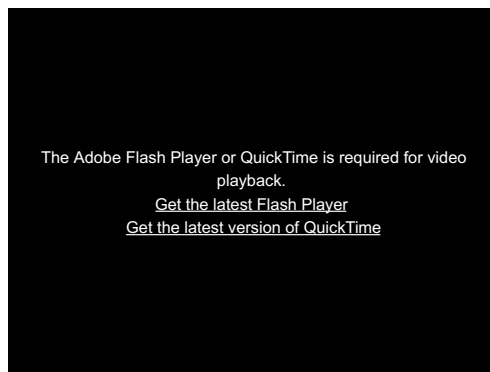 The Adobe Flash Player or QuickTime is required for video
playback.
Get the latest Flash Player
Get the latest version of QuickTime